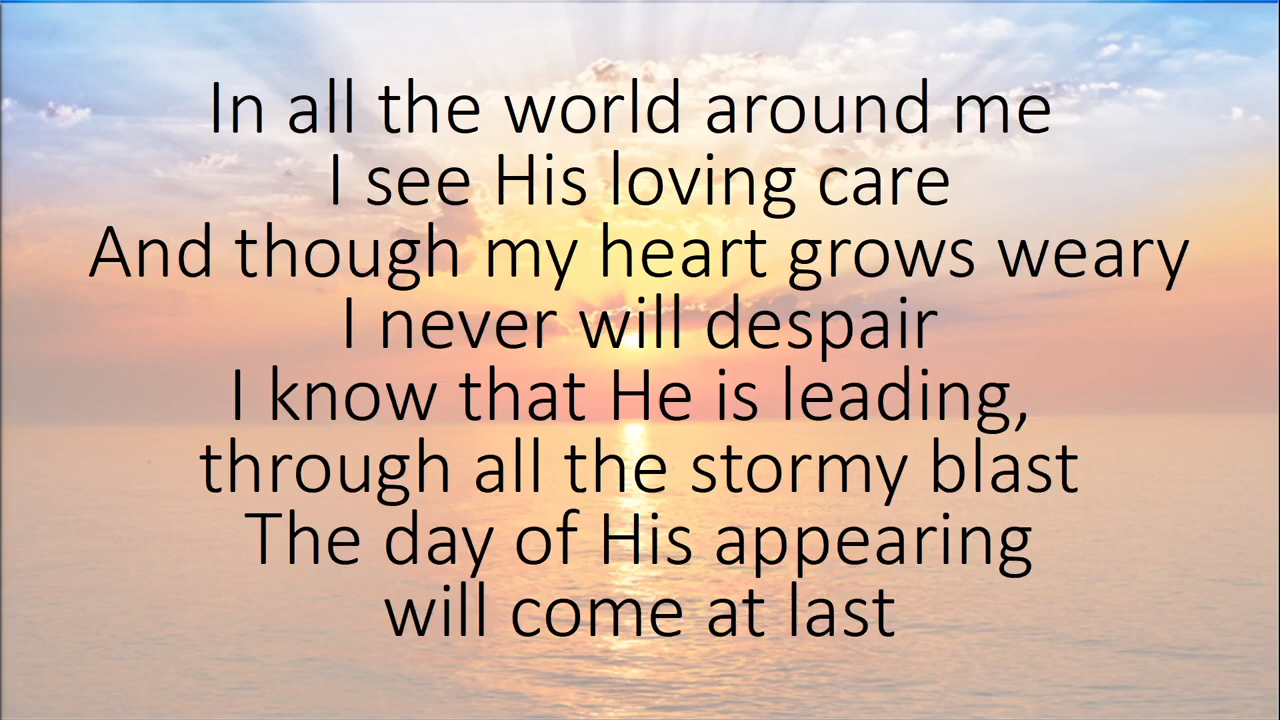 In all the world around me
I see His loving care
And though my heart grows weary
I never will despair
I know that He is leading,
through all the stormy blast
The day of His appearing
will come at last